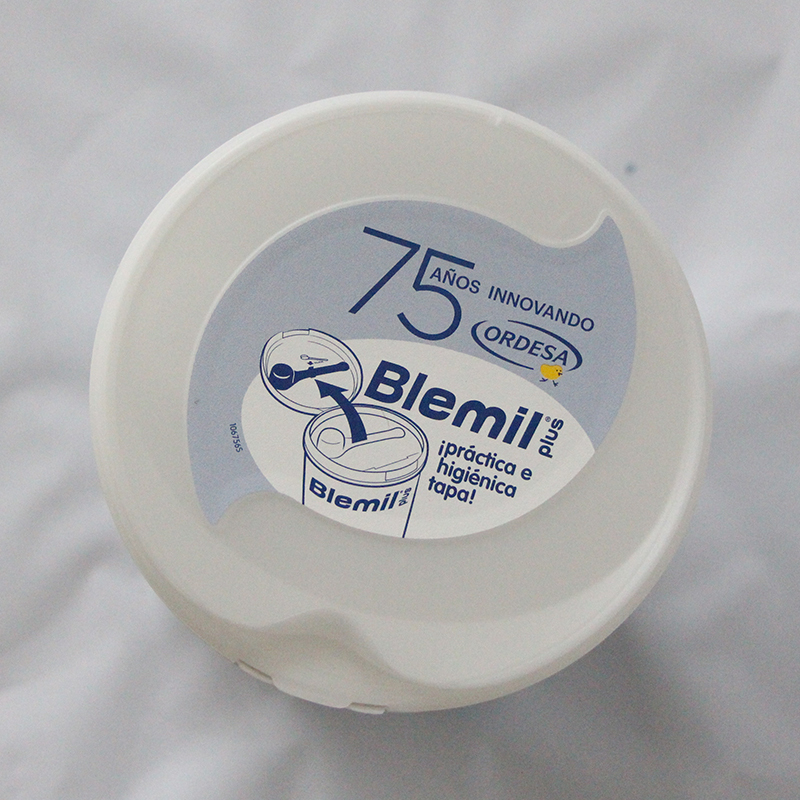 75
AÑOS INNOVANDO
ORDESA
Blemil® plus
¡práctica e
higiénica
tapa!
Blemil® plus
1067565